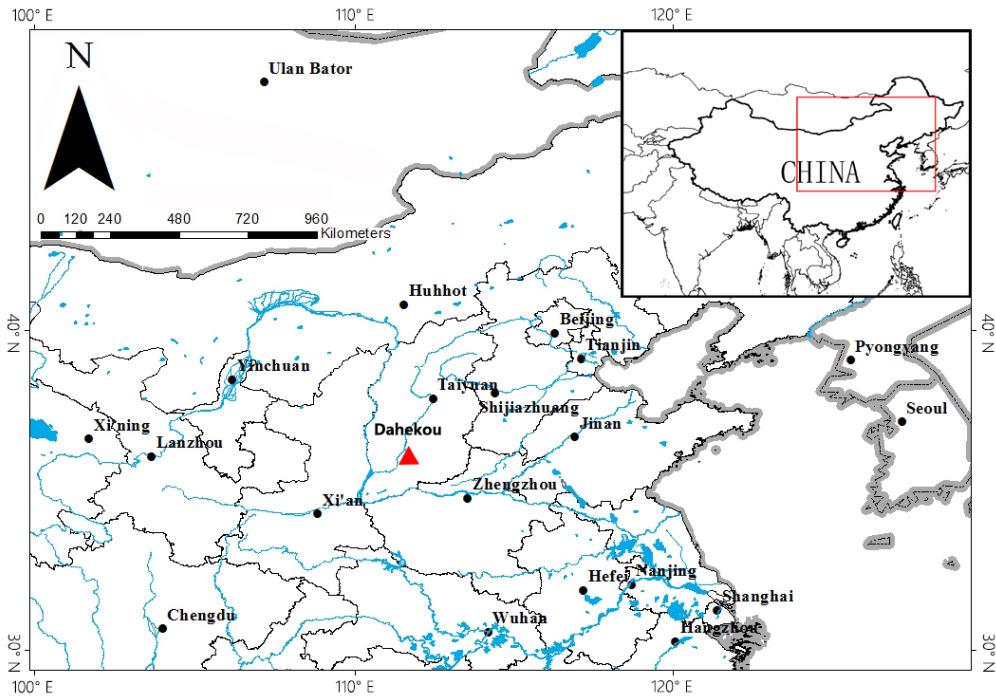 100° E 110° E 120° E
N
Ulan Bator
CHINA
0 120 240 480 720 960
Kilometers
Huhhot
40° N
Beijing
40° N
Tianjin
Pyongyang
Yinchuan
Taiyuan
Shijiazhuang
Seoul
Xi'ning
Dahekou
Jinan
Lanzhou
Zhengzhou
Xi'an
Hefei
Nanjing
Shanghai
Chengdu
Wuhan
Hangzhou
30° N
30° N
100° E 110° E 120° E